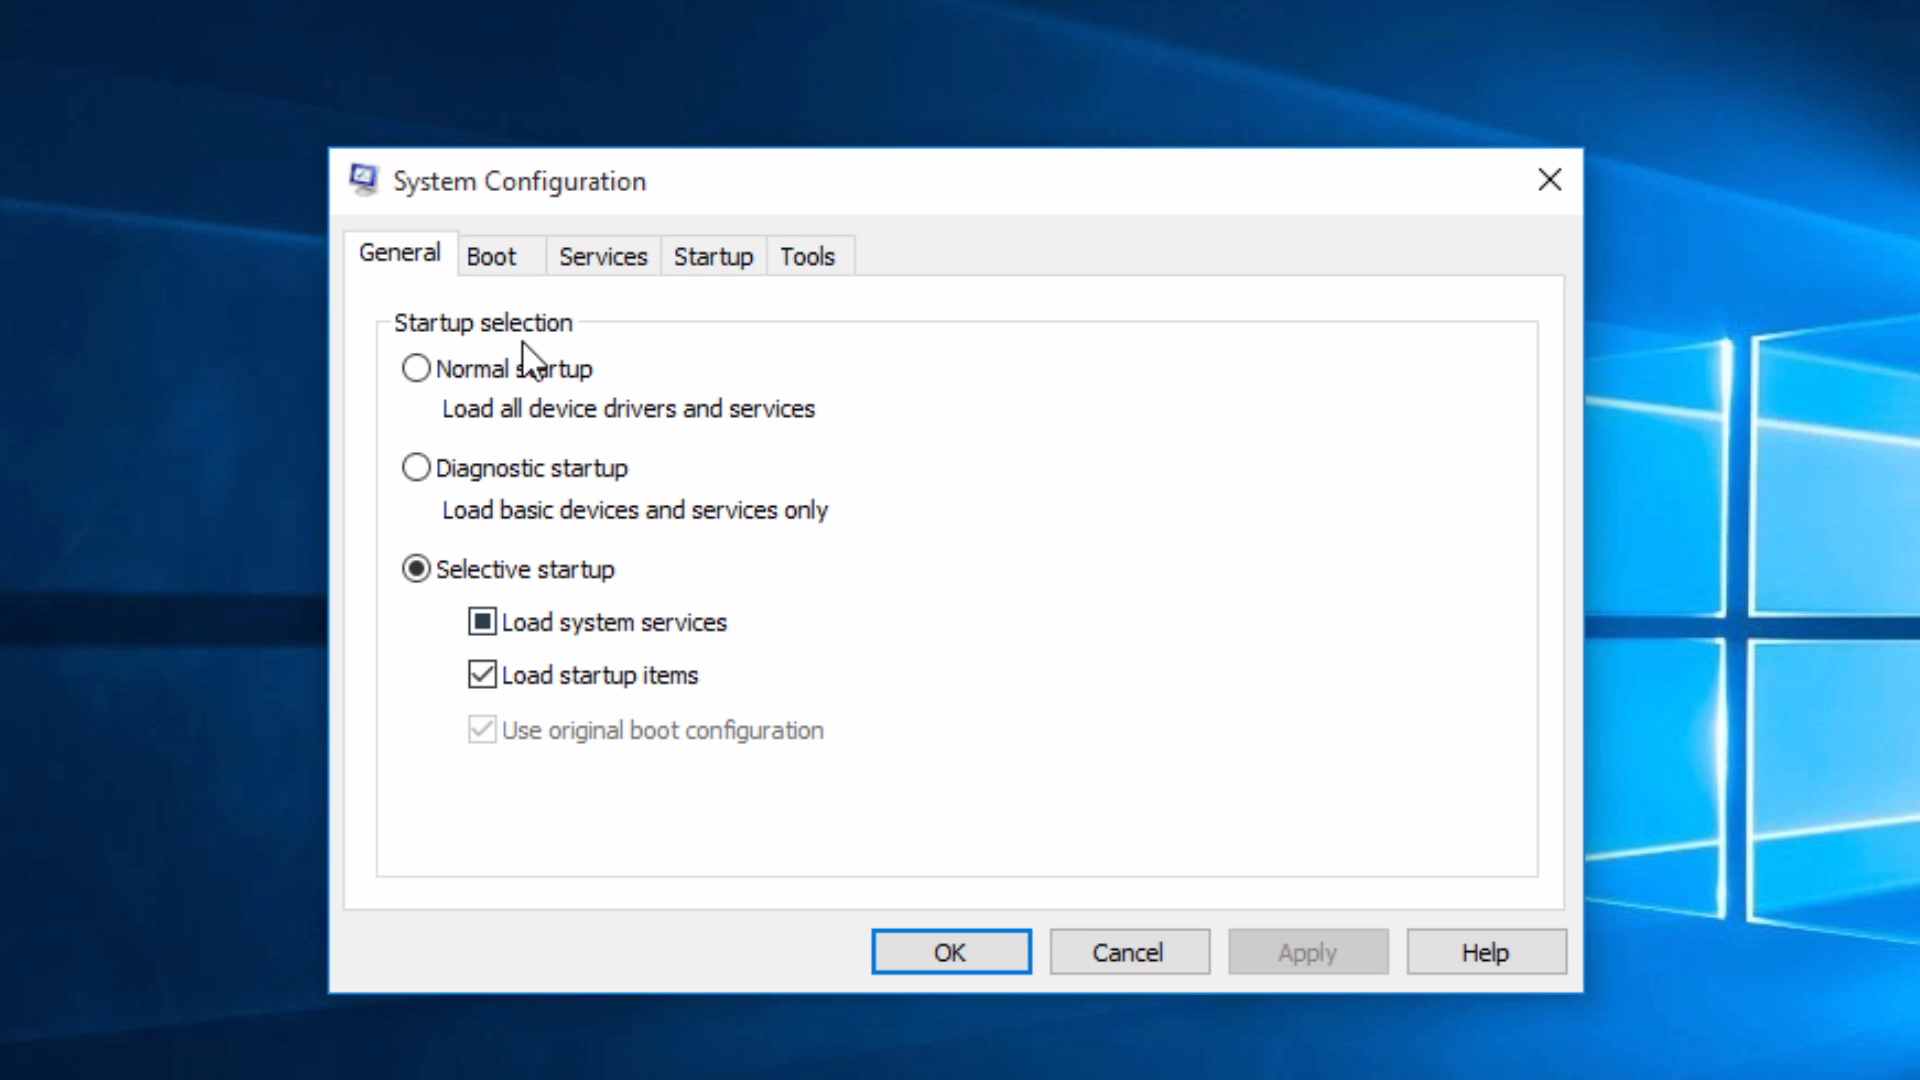 System Configuration
General Boot Services Startup Tools
Startup selection
Normal startup
Load all device drivers and services
Diagnostic startup
Load basic devices and services only
Selective startup
Load system services
Load startup items
Use original boot configuration
OK Cancel Apply Help